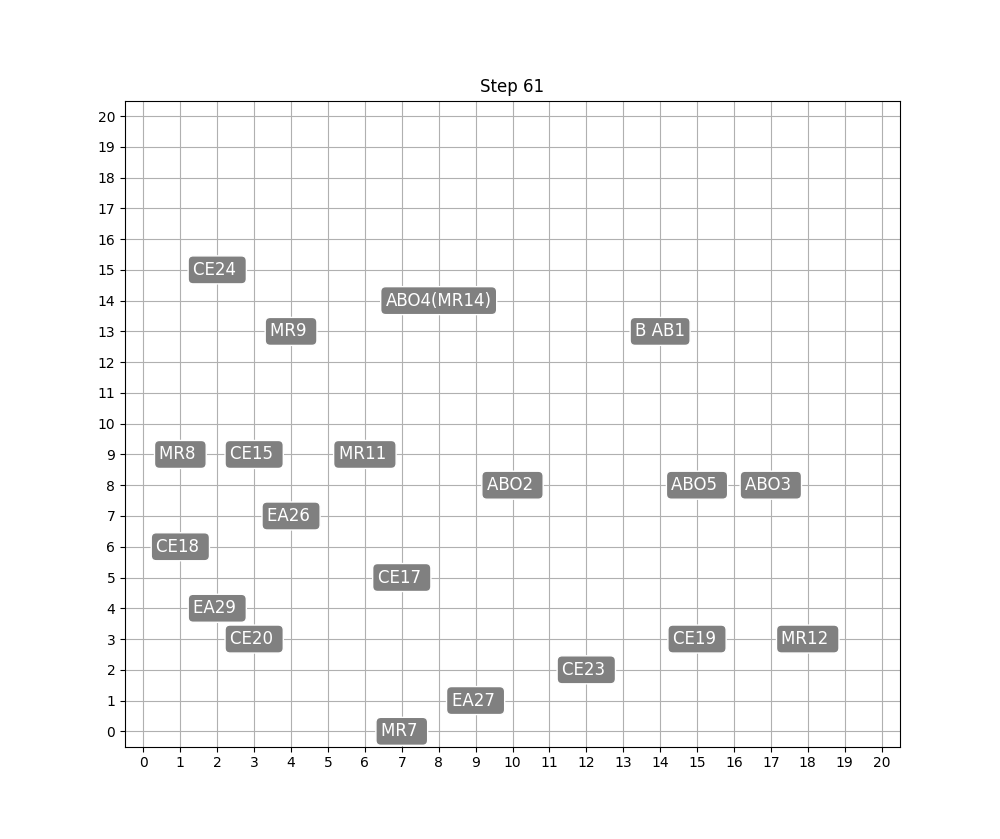 Step 61
20
19
18
17
16
15
CE24
14
ABO4(MR14)
13
MR9
B AB1
12
11
10
9
MR8
CE15
MR11
8
ABO2
ABO5
ABO3
7
EA26
6
CE18
5
CE17
4
EA29
3
CE20
CE19
MR12
2
CE23
1
EA27
0
MR7
0 1 2 3 4 5 6 7 8 9 10 11 12 13 14 15 16 17 18 19 20